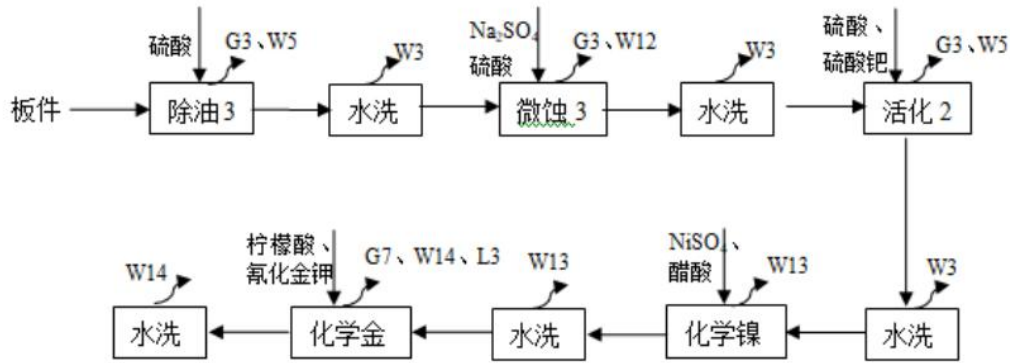 硫酸
G3、W5
W3
Na₂SO₄
硫酸
G3、W12
W3
硫酸、
硫酸钯
G3、W5
板件
除油3
水洗
微蚀3
水洗
活化2
柠檬酸、
氰化金钾
G7、W14、L3
W14
W13
NiSO₄、
醋酸
W13
W3
水洗
化学金
水洗
化学镍
水洗